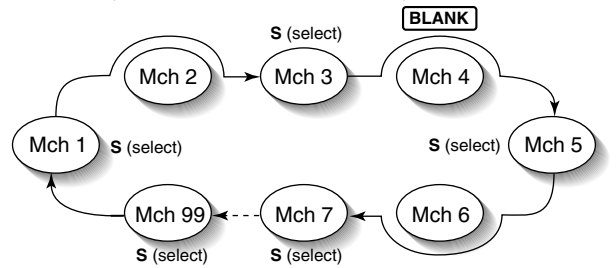 BLANK
S (select)
Mch 2
Mch 3
Mch 4
Mch 1
S (select)
S (select)
Mch 5
Mch 99
Mch 7
Mch 6
S (select)
S (select)